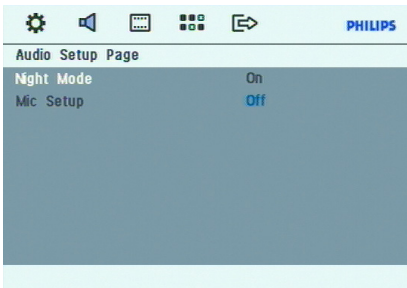 PHILIPS
Audio Setup Page
Night Mode On
Mic Setup Off